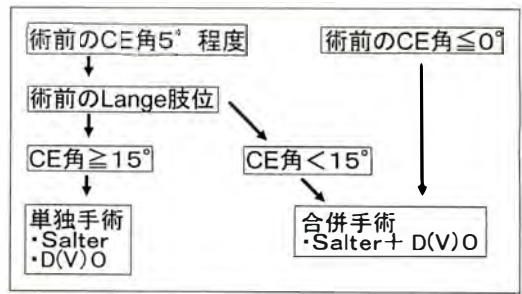 術前のCE角5° 程度
術前のCE角≦0°
術前のLange肢位
CE角≧15°
CE角<15°
単独手術
・Salter
・D(V)O
合併手術
・Salter+ D(V)O